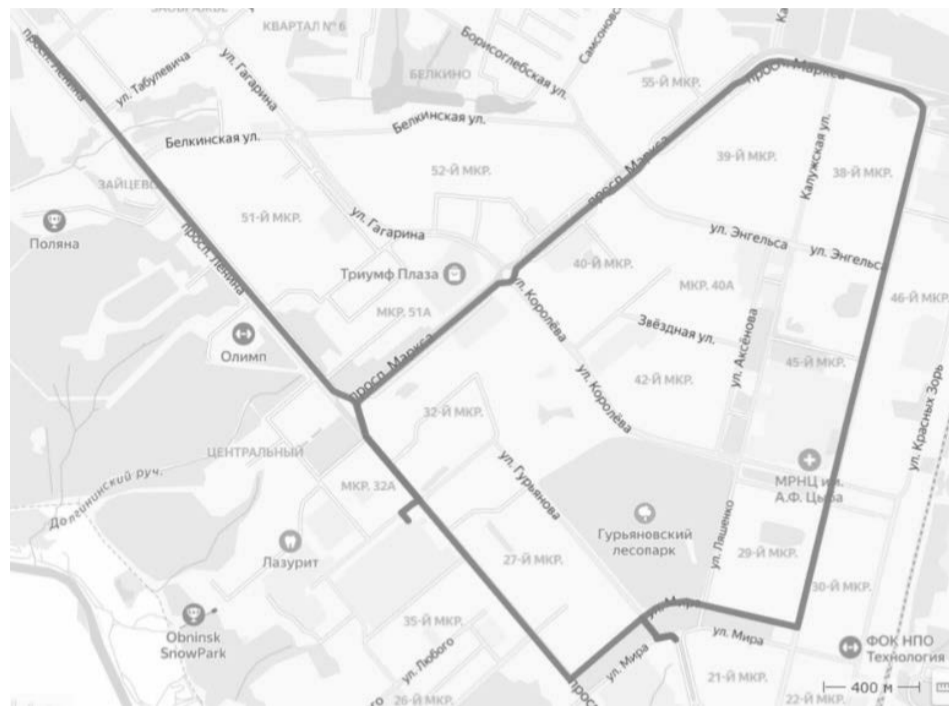 ЗАОБРАЖЬЕ
КВАРТАЛ № 6
просп. Ленина
ул. Табулевича
ул. Гагарина
Борисоглебская ул.
Самсоновс
БЕЛКИНО
55-Й МКР.
просп. Маркса
Белкинская ул.
Белкинская ул.
52-Й МКР.
просп. Маркса
39-Й МКР.
Калужская ул.
38-Й МКР.
ЗАЙЦЕВО
51-Й МКР.
ул. Гагарина
Поляна
просп. Ленина
ул. Энгельса
ул. Энгельса
Триумф Плаза
40-Й МКР.
МКР. 40А
46-Й МКР.
ул. Королёва
МКР. 51А
Звёздная ул.
Олимп
просп. Маркса
ул. Аксёнова
45-Й МКР.
42-Й МКР.
ул. Королёва
32-Й МКР.
ул. Красных Зорь
ЦЕНТРАЛЬНЫЙ
Долгининский руч.
МКР. 32А
ул. Гурьянова
МРНЦ им.
А.Ф. Цыба
Гурьяновский
лесопарк
ул. Ляшенко
Лазурит
27-Й МКР.
29-Й МКР.
30-Й МКР.
Obninsk
SnowPark
35-Й МКР.
ул. Мира
ул. Мира
ул. Любого
ул. Мира
ФОК НПО
Технология
21-Й МКР.
26-Й МКР.
прос
22-Й МКР.
400 м